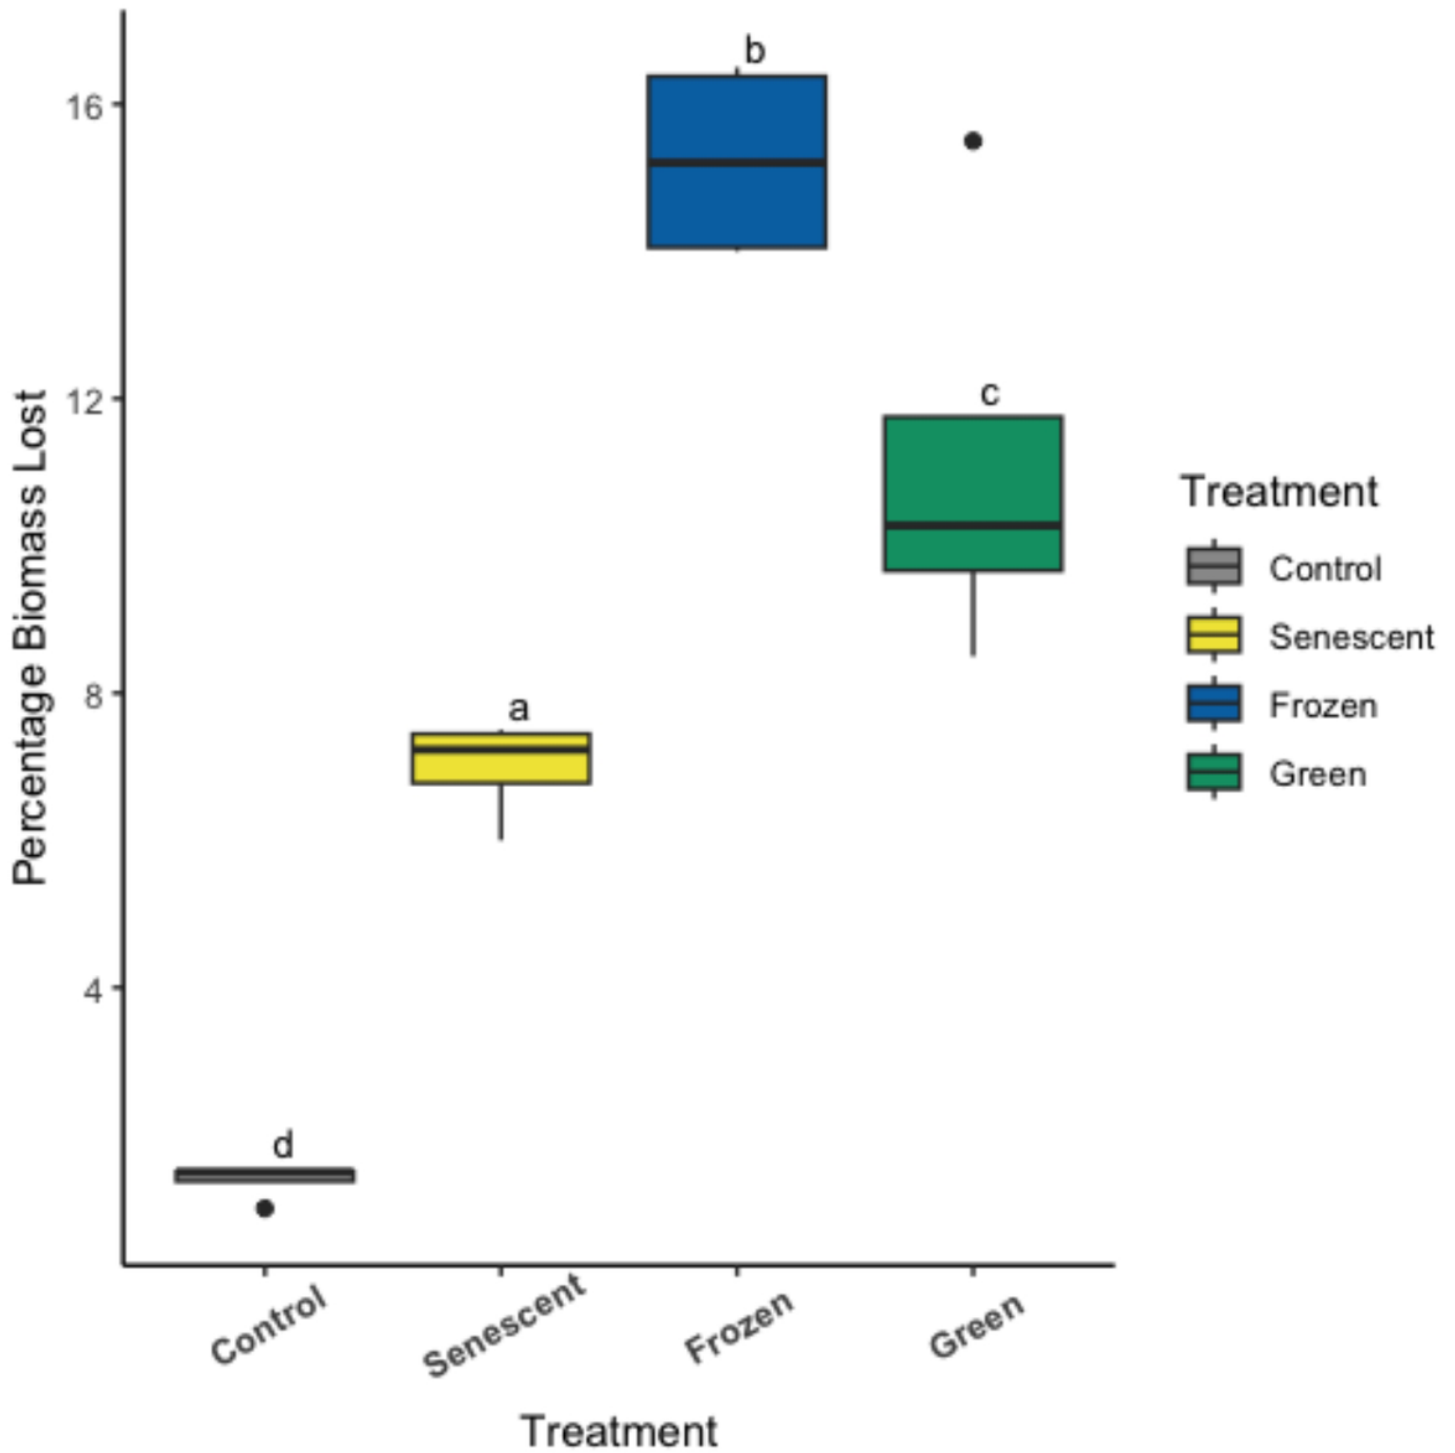 b
16
c
12
Percentage Biomass Lost
Treatment
Control
Senescent
Frozen
Green
a
8
4
d
Control
Senescent
Frozen
Green
Treatment